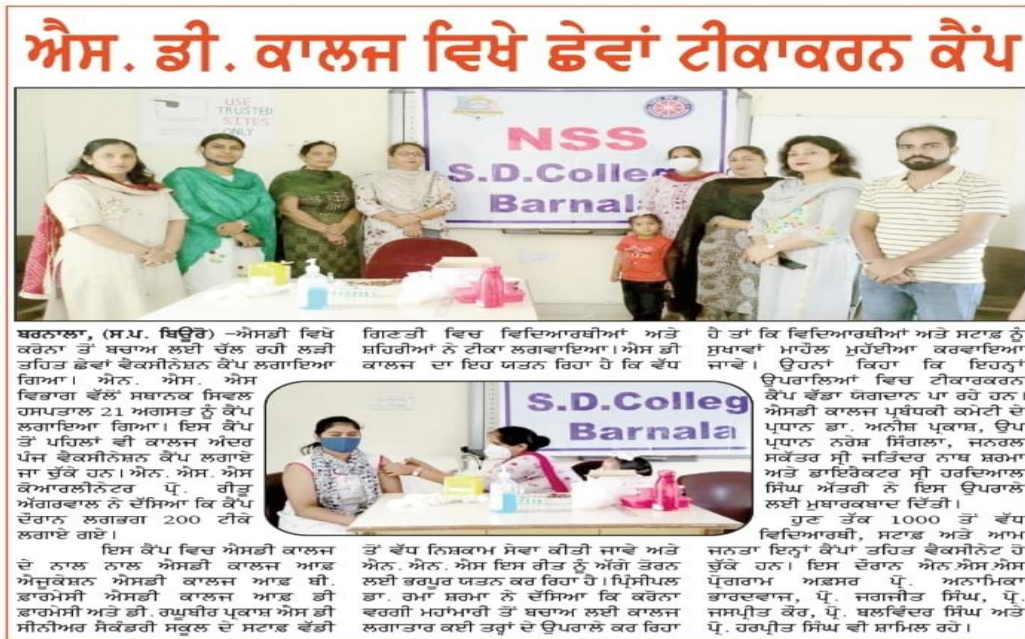 ਐਸ. ਡੀ. ਕਾਲਜ ਵਿਖੇ ਛੇਵਾਂ ਟੀਕਾਕਰਨ ਕੈਂਪ
USE
TRUSTED
SITES
ONLY
NSS
S.D.Colleg
Barnala
ਬਰਨਾਲਾ, (ਸ.ਪ. ਬਿਊਰੋ) –ਐਸਡੀ ਵਿਖੇ
ਕਰੋਨਾ ਤੋਂ ਬਚਾਅ ਲਈ ਚੱਲ ਰਹੀ ਲੜੀ
ਤਹਿਤ ਛੇਵਾਂ ਵੈਕਸੀਨੇਸ਼ਨ ਕੈਂਪ ਲਗਾਇਆ
ਗਿਆ। ਐਨ. ਐਸ. ਐਸ
ਵਿਭਾਗ ਵੱਲੋਂ ਸਥਾਨਕ ਸਿਵਲ
ਹਸਪਤਾਲ 21 ਅਗਸਤ ਨੂੰ ਕੈਂਪ
ਲਗਾਇਆ ਗਿਆ। ਇਸ ਕੈਂਪ
ਤੋਂ ਪਹਿਲਾਂ ਵੀ ਕਾਲਜ ਅੰਦਰ
ਪੰਜ ਵੈਕਸੀਨੇਸ਼ਨ ਕੈਂਪ ਲਗਾਏ
ਜਾ ਚੁੱਕੇ ਹਨ। ਐਨ. ਐਸ. ਐਸ
ਕੋਆਰਲੀਨੇਟਰ ਪ੍ਰੋ. ਰੀਤੂ
ਅੱਗਰਵਾਲ ਨੇ ਦੱਸਿਆ ਕਿ ਕੈਂਪ
ਦੌਰਾਨ ਲਗਭਗ 200 ਟੀਕੇ
ਲਗਾਏ ਗਏ।
ਇਸ ਕੈਂਪ ਵਿਚ ਐਸਡੀ ਕਾਲਜ
ਦੇ ਨਾਲ ਨਾਲ ਐਸਡੀ ਕਾਲਜ ਆਫ਼
ਐਜੂਕੇਸ਼ਨ ਐਸਡੀ ਕਾਲਜ ਆਫ਼ ਬੀ.
ਫ਼ਾਰਮੇਸੀ ਐਸਡੀ ਕਾਲਜ ਆਫ਼ ਡੀ
ਫ਼ਾਰਮੇਸੀ ਅਤੇ ਡੀ. ਰਘੂਬੀਰ ਪ੍ਰਕਾਸ਼ ਐਸ ਡੀ
ਸੀਨੀਅਰ ਸੈਕੰਡਰੀ ਸਕੂਲ ਦੇ ਸਟਾਫ਼ ਵੱਡੀ
ਗਿਣਤੀ ਵਿਚ ਵਿਦਿਆਰਥੀਆਂ ਅਤੇ
ਸ਼ਹਿਰੀਆਂ ਨੇ ਟੀਕਾ ਲਗਵਾਇਆ। ਐਸ ਡੀ
ਕਾਲਜ ਦਾ ਇਹ ਯਤਨ ਰਿਹਾ ਹੈ ਕਿ ਵੱਧ
S.D.Colleg
Barnala
ਤੋਂ ਵੱਧ ਨਿਸ਼ਕਾਮ ਸੇਵਾ ਕੀਤੀ ਜਾਵੇ ਅਤੇ
ਐਨ. ਐਨ. ਐਸ ਇਸ ਰੀਤ ਨੂੰ ਅੱਗੇ ਤੋਰਨ
ਲਈ ਭਰਪੂਰ ਯਤਨ ਕਰ ਰਿਹਾ ਹੈ। ਪ੍ਰਿੰਸੀਪਲ
ਡਾ. ਰਮਾ ਸ਼ਰਮਾ ਨੇ ਦੱਸਿਆ ਕਿ ਕਰੋਨਾ
ਵਰਗੀ ਮਹਾਂਮਾਰੀ ਤੋਂ ਬਚਾਅ ਲਈ ਕਾਲਜ
ਲਗਾਤਾਰ ਕਈ ਤਰ੍ਹਾਂ ਦੇ ਉਪਰਾਲੇ ਕਰ ਰਿਹਾ
ਹੈ ਤਾਂ ਕਿ ਵਿਦਿਆਰਥੀਆਂ ਅਤੇ ਸਟਾਫ਼ ਨੂੰ
ਸੁਖਾਵਾਂ ਮਾਹੌਲ ਮੁਹੱਈਆ ਕਰਵਾਇਆ
ਜਾਵੇ। ਉਹਨਾਂ ਕਿਹਾ ਕਿ ਇਹਨਾਂ
ਉਪਰਾਲਿਆਂ ਵਿਚ ਟੀਕਾਰਕਰਨ
ਕੈਂਪ ਵੱਡਾ ਯੋਗਦਾਨ ਪਾ ਰਹੇ ਹਨ।
ਐਸਡੀ ਕਾਲਜ ਪ੍ਰਬੰਧਕੀ ਕਮੇਟੀ ਦੇ
ਪ੍ਰਧਾਨ ਡਾ. ਅਨੀਸ਼ ਪ੍ਰਕਾਸ਼, ਉਪ
ਪ੍ਰਧਾਨ ਨਰੇਸ਼ ਸਿੰਗਲਾ, ਜਨਰਲ
ਸਕੱਤਰ ਸ੍ਰੀ ਜਤਿੰਦਰ ਨਾਥ ਸ਼ਰਮਾ
ਅਤੇ ਡਾਇਰੈਕਟਰ ਸ੍ਰੀ ਹਰਦਿਆਲ
ਸਿੰਘ ਅੱਤਰੀ ਨੇ ਇਸ ਉਪਰਾਲੇ
ਲਈ ਮੁਬਾਰਕਬਾਦ ਦਿੱਤੀ।
ਹੁਣ ਤੱਕ 1000 ਤੋਂ ਵੱਧ
ਵਿਦਿਆਰਥੀ, ਸਟਾਫ਼ ਅਤੇ ਆਮ
ਜਨਤਾ ਇਨ੍ਹਾਂ ਕੈਂਪਾਂ ਤਹਿਤ ਵੈਕਸੀਨੇਟ ਹੋ
ਚੁੱਕੇ ਹਨ। ਇਸ ਦੌਰਾਨ ਐਨ.ਐਸ.ਐਸ
ਪ੍ਰੋਗਰਾਮ ਅਫ਼ਸਰ ਪ੍ਰੋ. ਅਨਾਮਿਕਾ
ਭਾਰਦਵਾਜ, ਪ੍ਰੋ. ਜਗਜੀਤ ਸਿੰਘ, ਪ੍ਰੋ.
ਜਸਪ੍ਰੀਤ ਕੌਰ, ਪ੍ਰੋ. ਬਲਵਿੰਦਰ ਸਿੰਘ ਅਤੇ
ਪ੍ਰੋ. ਹਰਪ੍ਰੀਤ ਸਿੰਘ ਵੀ ਸ਼ਾਮਿਲ ਰਹੇ।